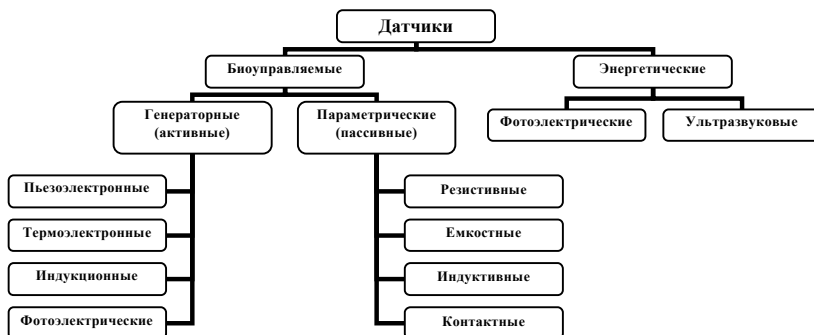 Датчики
Биоуправляемые
Энергетические
Генераторные
(активные)
Параметрические
(пассивные)
Фотоэлектрические
Ультразвуковые
Пьезоэлектронные
Резистивные
Термоэлектронные
Емкостные
Индукционные
Индуктивные
Фотоэлектрические
Контактные